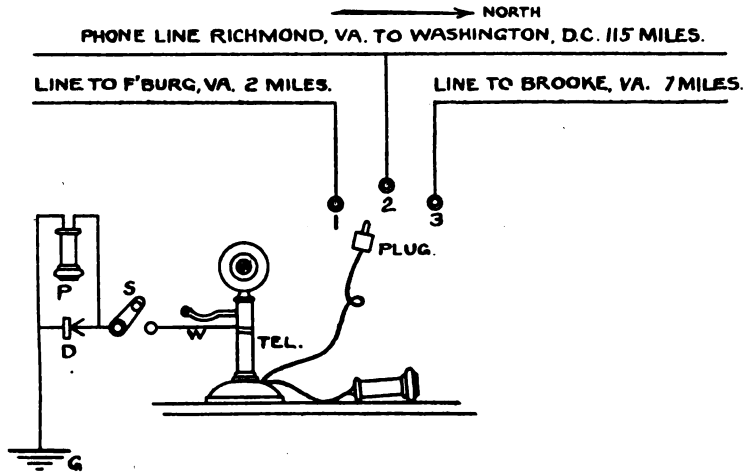 NORTH
PHONE LINE RICHMOND, VA. TO WASHINGTON, D.C. 115 MILES.
LINE TO F'BURG, VA. 2 MILES.
LINE TO BROOKE, VA. 7 MILES.
1
2
3
PLUG.
P
S
D
W
TEL.
G